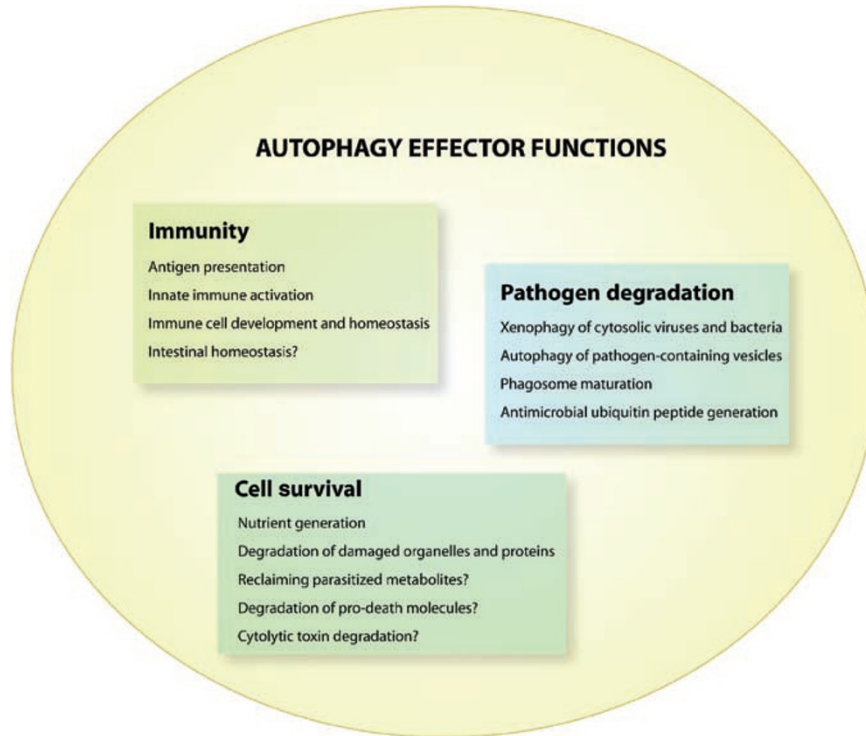 AUTOPHAGY EFFECTOR FUNCTIONS
Immunity
Antigen presentation
Innate immune activation
Immune cell development and homeostasis
Intestinal homeostasis?
Pathogen degradation
Xenophagy of cytosolic viruses and bacteria
Autophagy of pathogen-containing vesicles
Phagosome maturation
Antimicrobial ubiquitin peptide generation
Cell survival
Nutrient generation
Degradation of damaged organelles and proteins
Reclaiming parasitized metabolites?
Degradation of pro-death molecules?
Cytolytic toxin degradation?